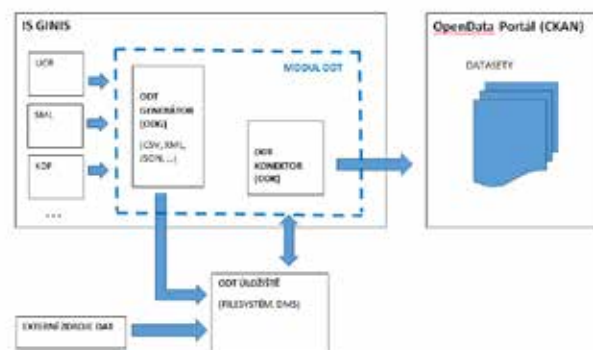 IS GINIS
OpenData Portál (CKAN)
UCR
MAJ
KDF
...
MODUL ODT
ODT
GENERÁTOR
(ODG)
(CSV, XML,
JSON, ...)
ODT
KONEKTOR
(ODK)
DATASETY
ODT ÚLOŽIŠTĚ
(FILESYSTÉM, DMS)
EXTERNÍ ZDROJE DAT